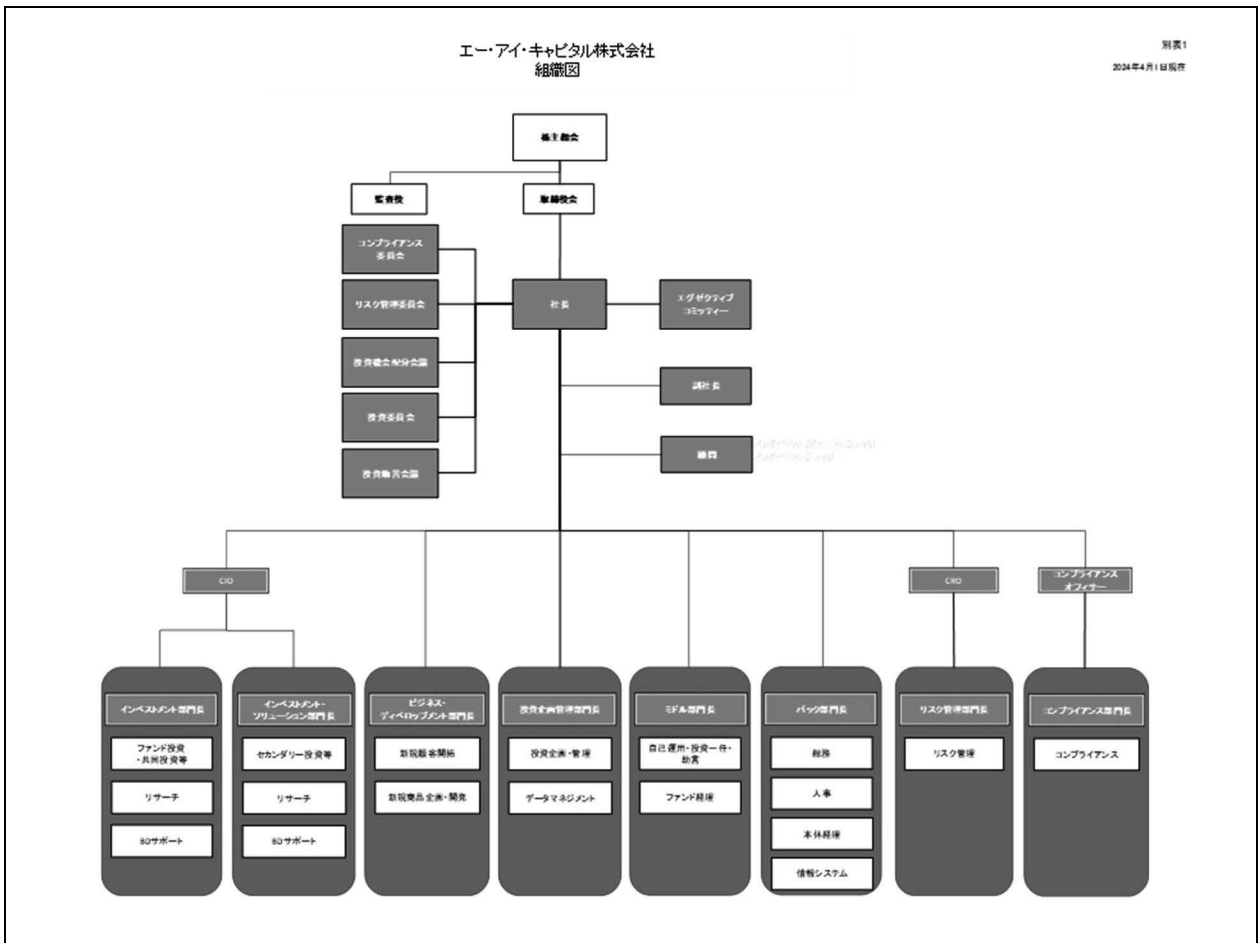 エー・アイ・キャピタル株式会社
組織図
別表1
2024年4月1日現在
株主総会
監査役
取締役会
コンプライアンス
委員会
リスク管理委員会
社長
エグゼクティブ
コミッティー
投資機会配分会議
副社長
投資委員会
顧問
投資助言会議
CIO
CRO
コンプライアンス
オフィサー
インベストメント部門長
インベストメント・
ソリューション部門長
ビジネス・
ディベロップメント部門長
投資企画管理部門長
ミドル部門長
バック部門長
リスク管理部門長
コンプライアンス部門長
ファンド投資
・共同投資等
セカンダリー投資等
新規顧客開拓
投資企画・管理
自己運用・投資一任・
助言
総務
リスク管理
コンプライアンス
リサーチ
リサーチ
新規商品企画・開発
データマネジメント
ファンド経理
人事
BDサポート
BDサポート
本体経理
情報システム